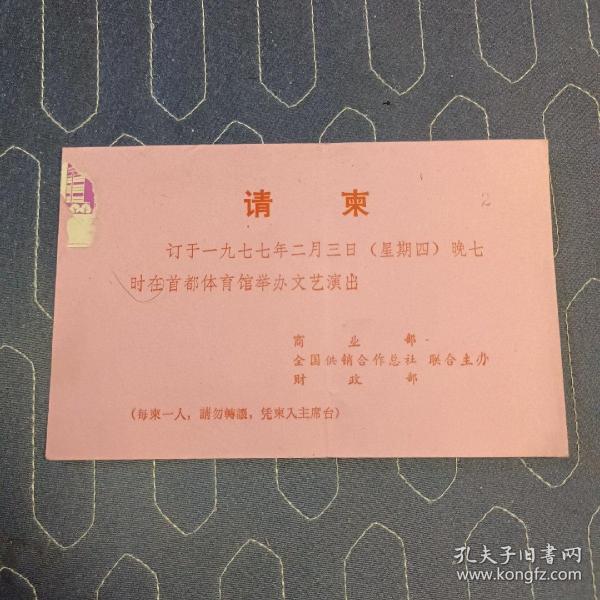 请 柬
2
订于一九七七年二月三日（星期四）晚七
时在首都体育馆举办文艺演出
商 业 部
全国供销合作总社 联合主办
财 政 部
（每柬一人，請勿轉讓，凭柬入主席台）
孔夫子旧书网
www.kongfz.com